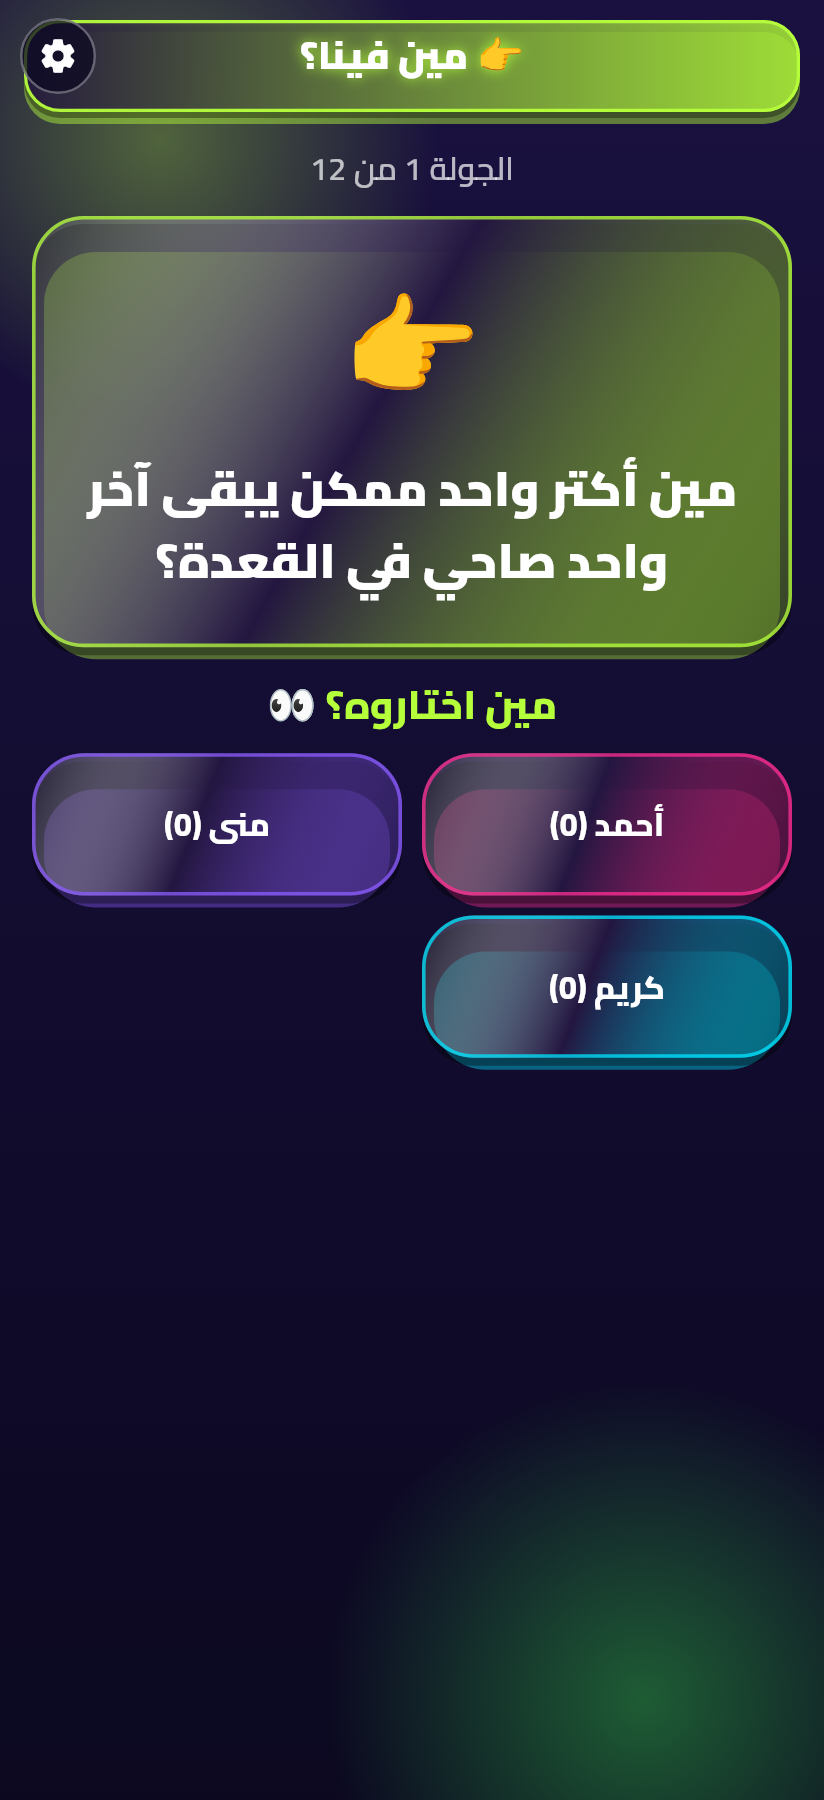 👉 مين فينا؟
الجولة 1 من 12
مين أكتر واحد ممكن يبقى آخر
واحد صاحي في القعدة؟
مين اختاروه؟ 👀
أحمد (0)
منى (0)
كريم (0)